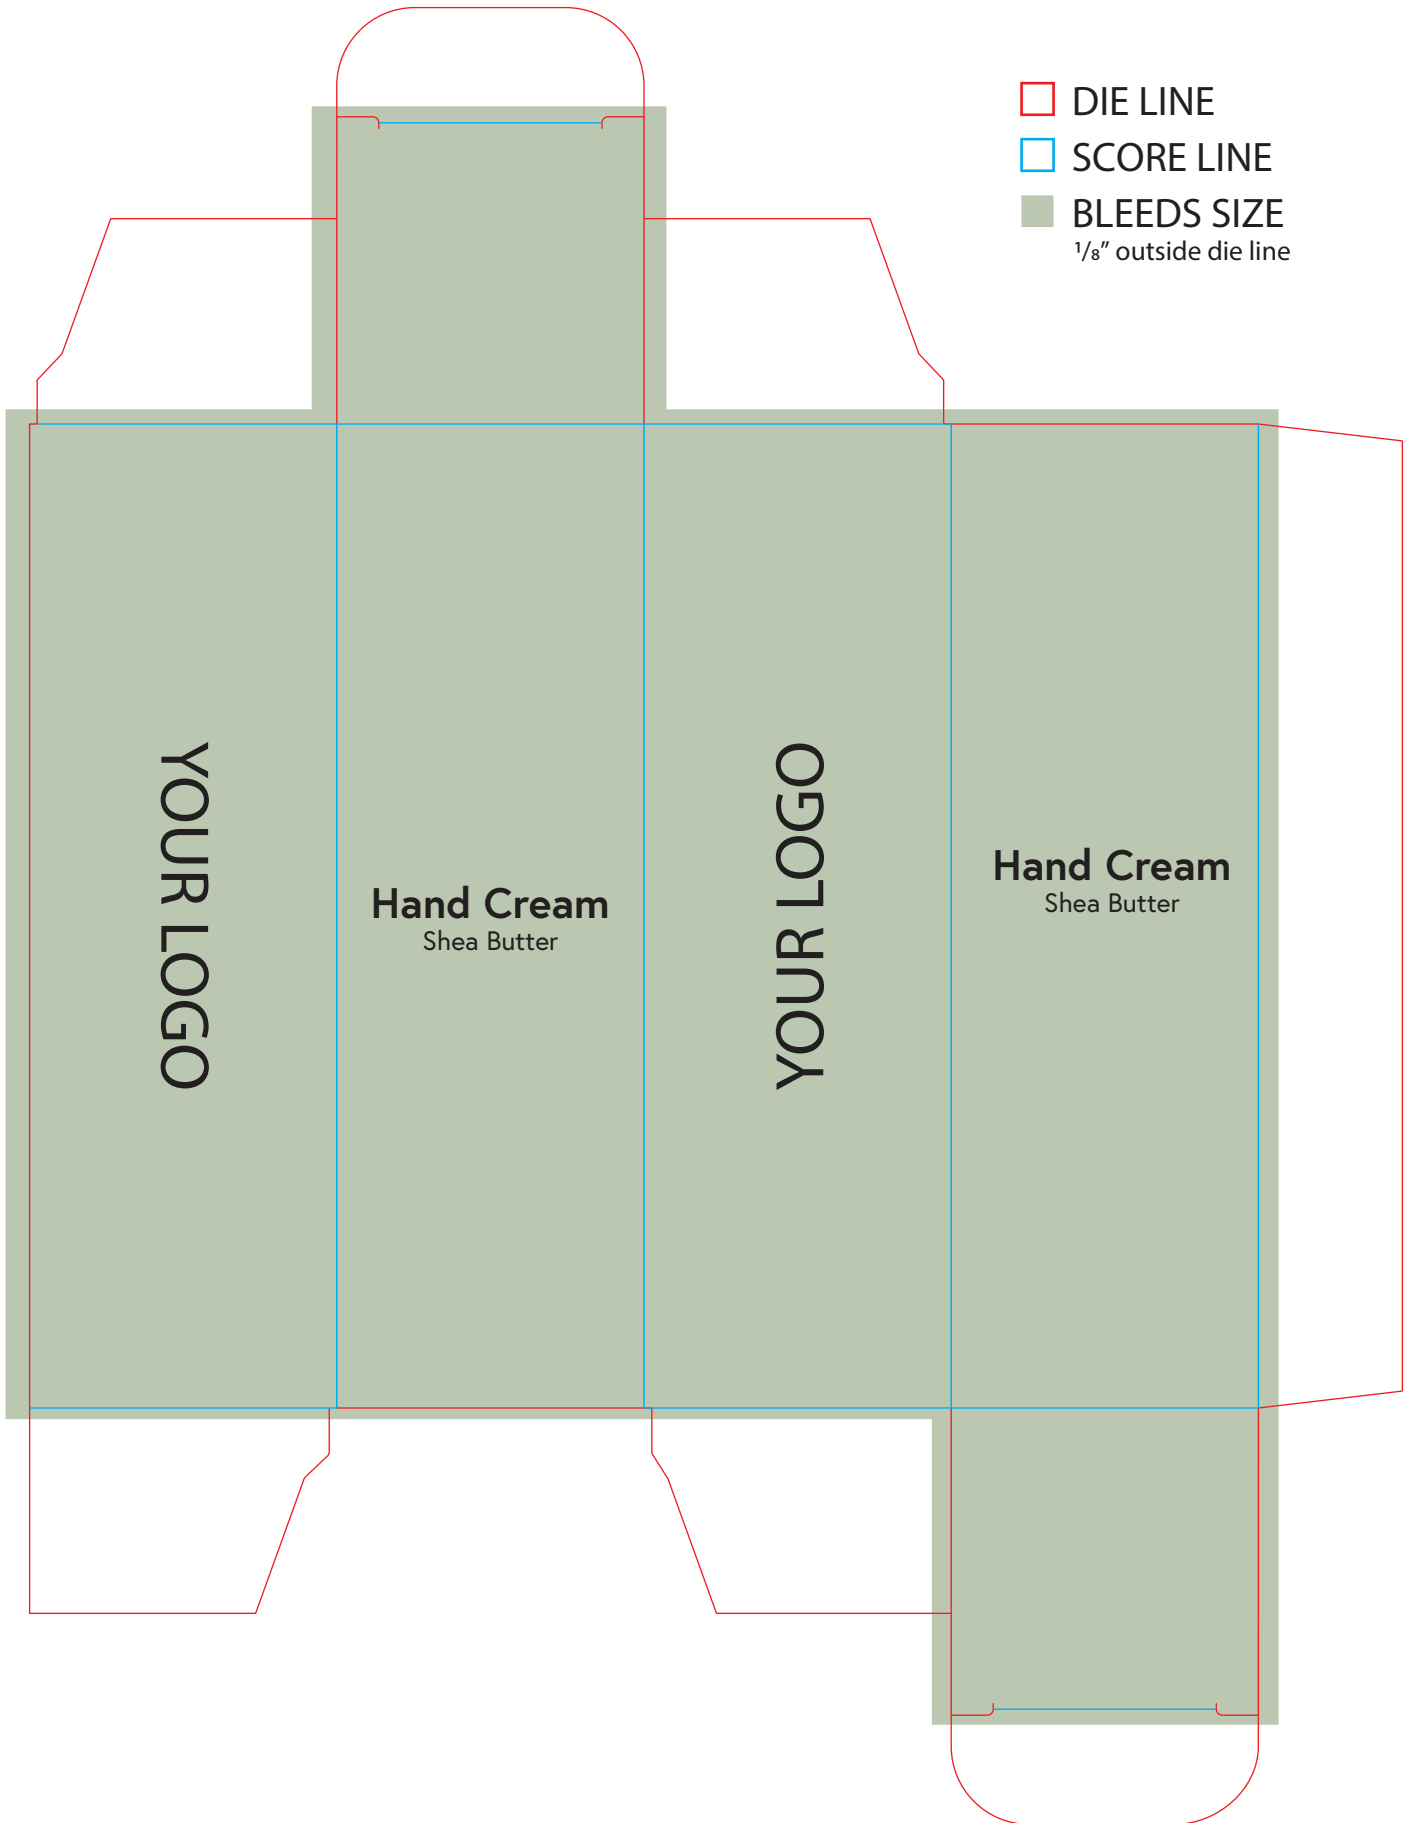 DIE LINE
SCORE LINE
BLEEDS SIZE
1/8" outside die line
YOUR LOGO
Hand Cream
Shea Butter
YOUR LOGO
Hand Cream
Shea Butter